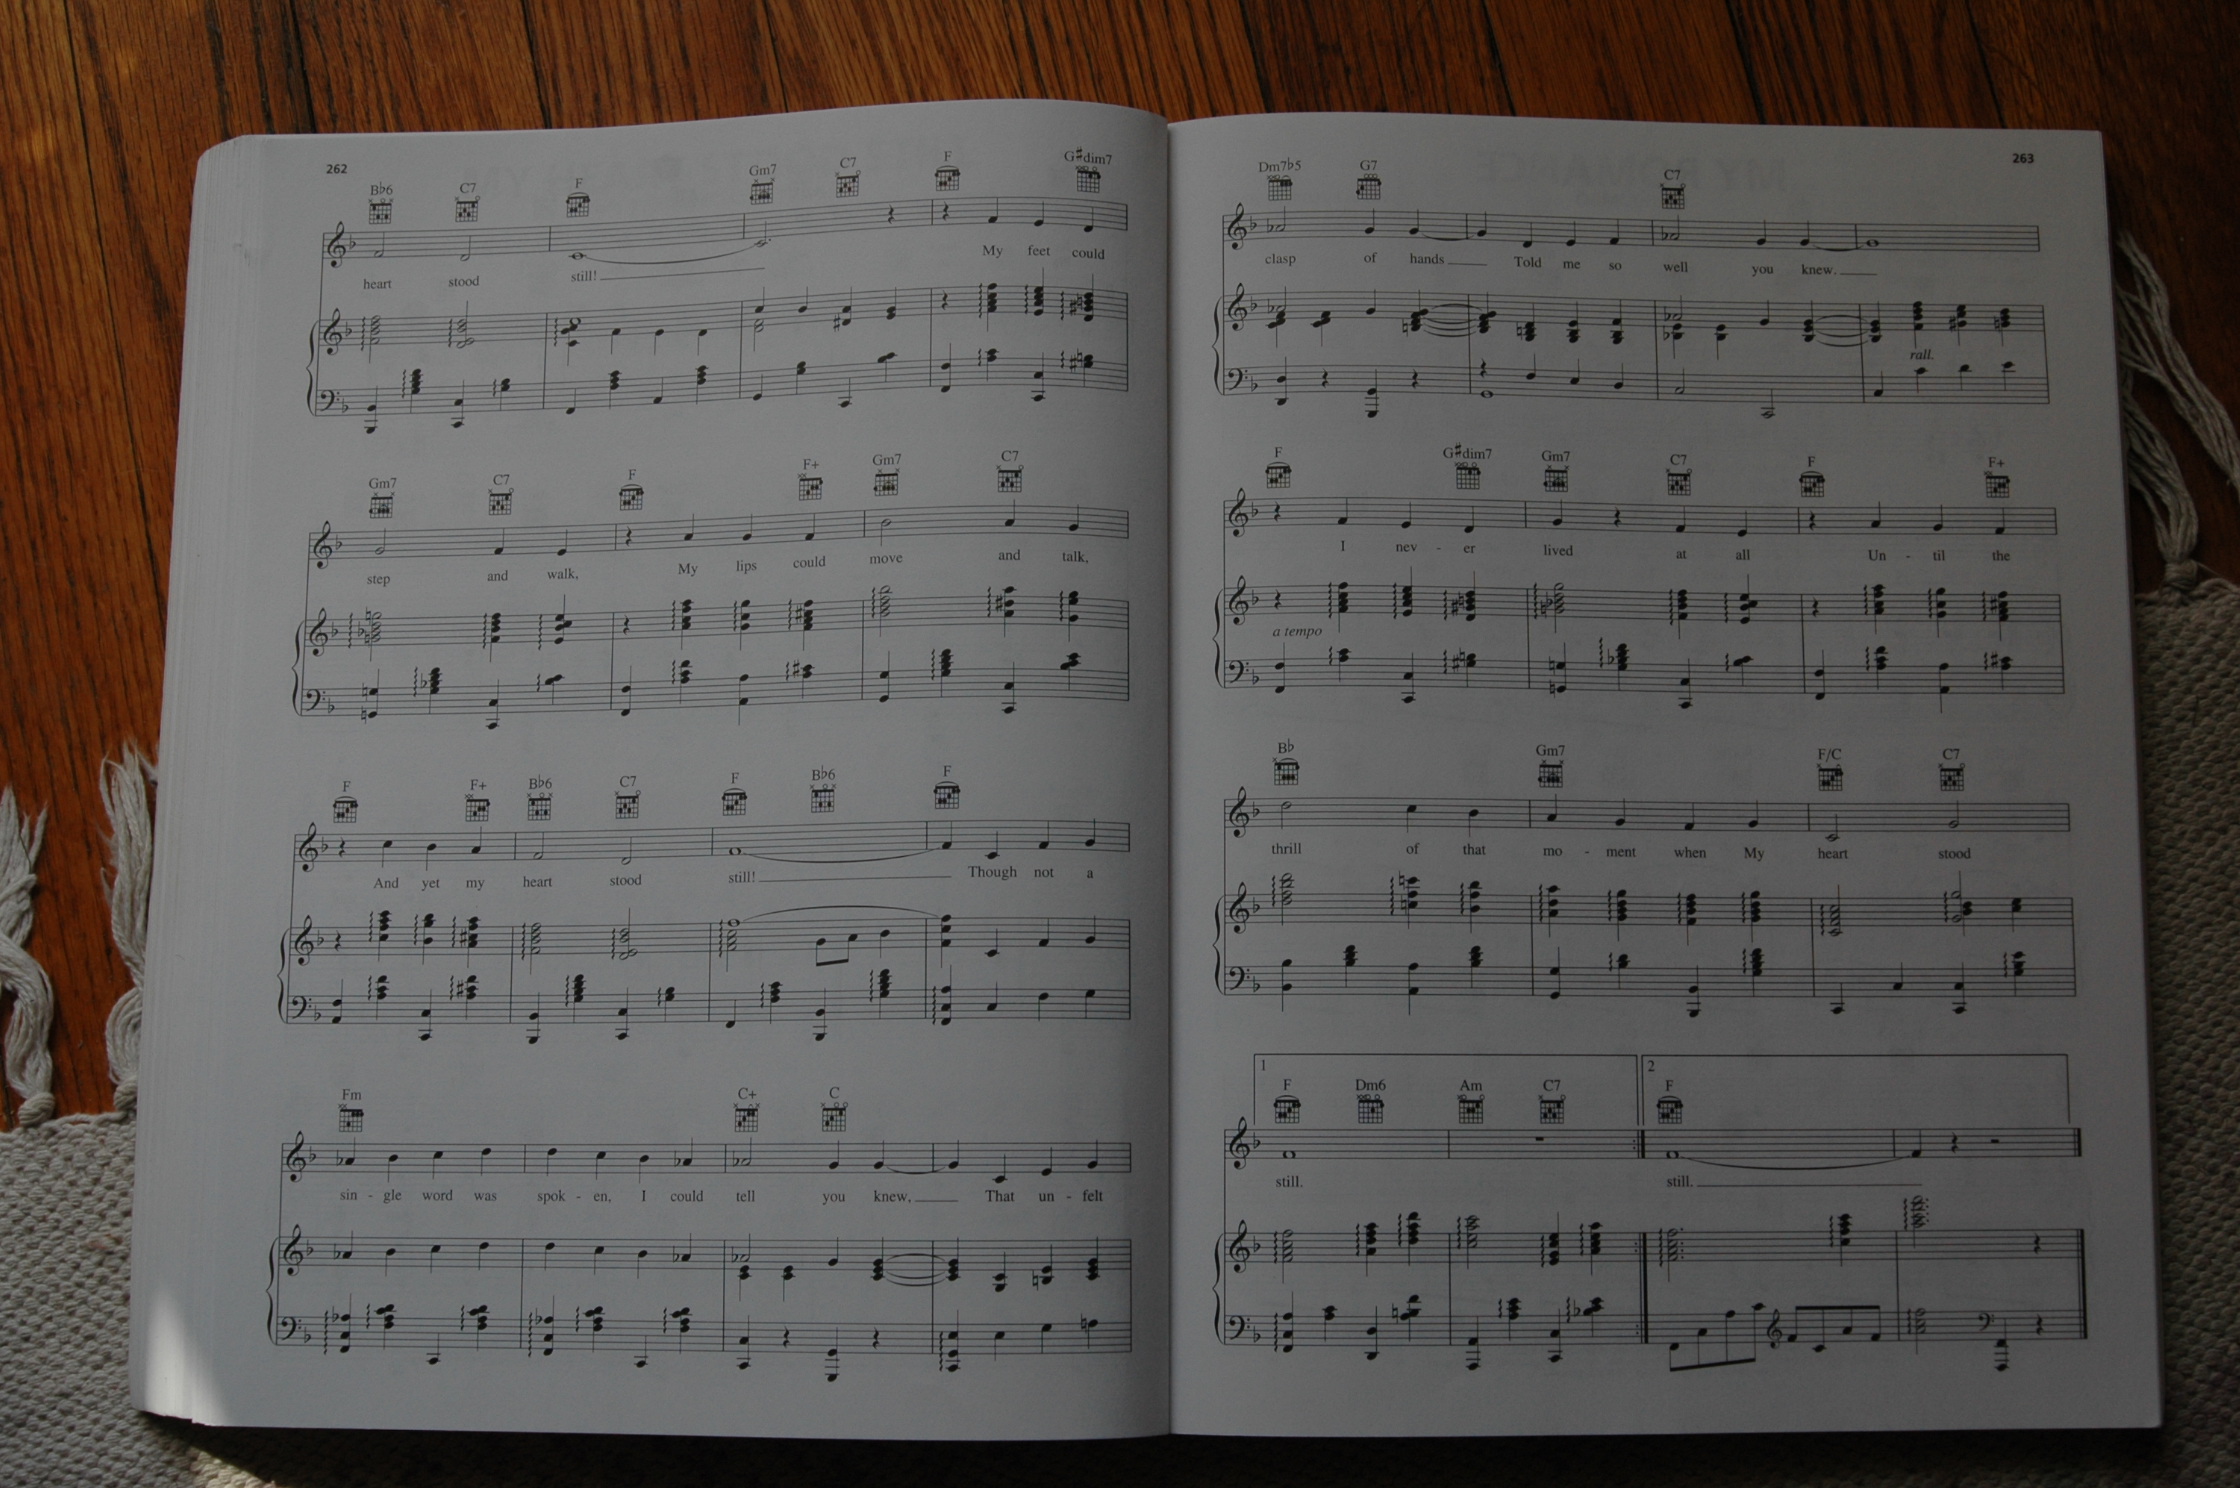 262
B♭6 C7 F Gm7 C7 F G♯dim7
heart stood still! My feet could
Gm7 C7 F F+ Gm7 C7
step and walk, My lips could move and talk,
F F+ B♭6 C7 F B♭6 F
And yet my heart stood still! Though not a
Fm C+ C
sin - gle word was spok - en, I could tell you knew, That un - felt
263
Dm7♭5 G7 C7
clasp of hands Told me so well you knew.
rall.
F G♯dim7 Gm7 C7 F F+
I nev - er lived at all Un - til the
a tempo
B♭ Gm7 F/C C7
thrill of that mo - ment when My heart stood
1 2
F Dm6 Am C7 F
still. still.